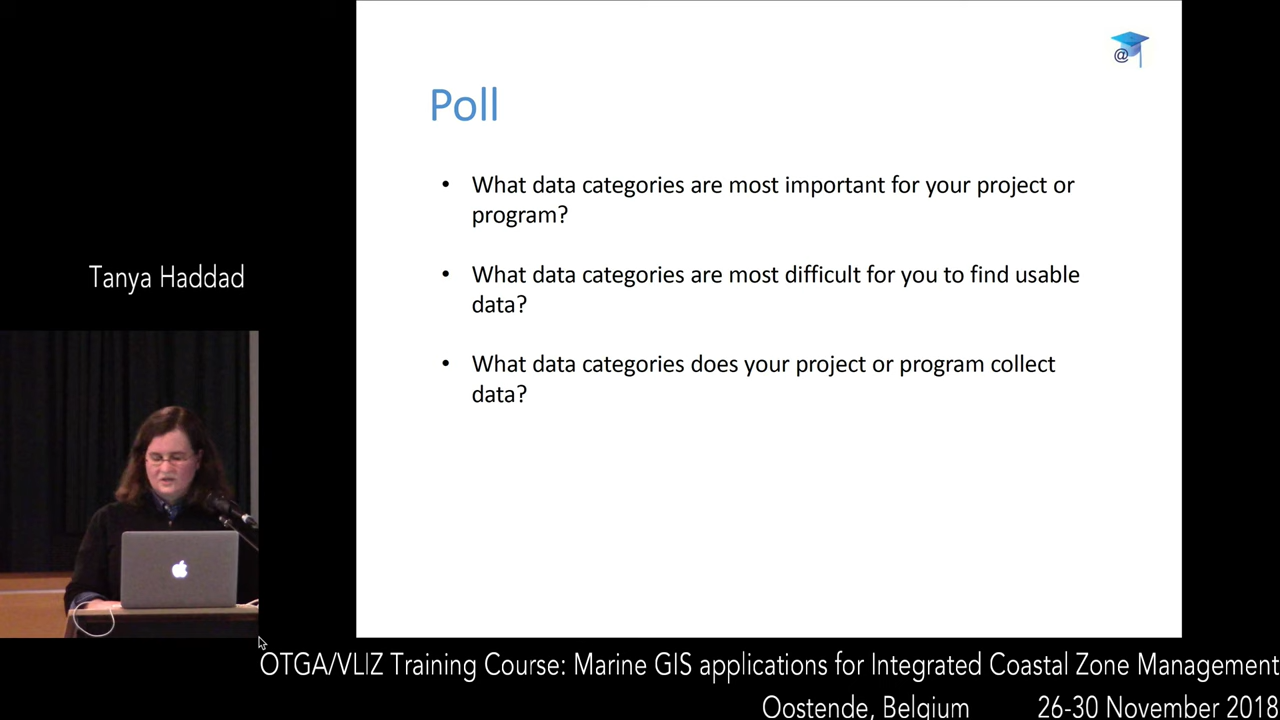 @
Poll
• What data categories are most important for your project or
program?
• What data categories are most difficult for you to find usable
data?
• What data categories does your project or program collect
data?
Tanya Haddad
OTGA/VLIZ Training Course: Marine GIS applications for Integrated Coastal Zone Management
Oostende, Belgium 26-30 November 2018